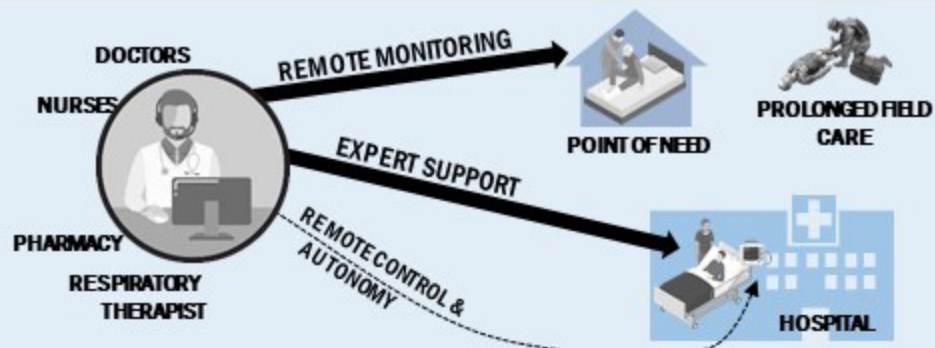 DOCTORS
NURSES
PHARMACY
RESPIRATORY
THERAPIST
REMOTE MONITORING
EXPERT SUPPORT
REMOTE CONTROL &
AUTONOMY
POINT OF NEED
PROLONGED FIELD
CARE
HOSPITAL